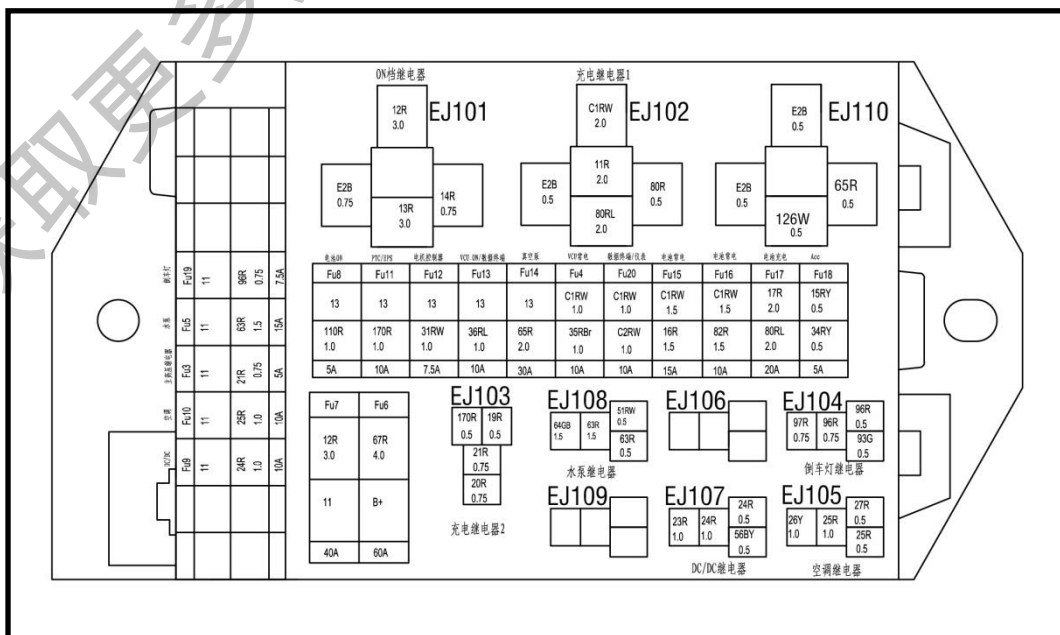 获取更多
ON档继电器
充电继电器1
12R
3.0
EJ101
E2B
0.75
13R
3.0
14R
0.75
C1RW
2.0
EJ102
E2B
0.5
11R
2.0
80RL
2.0
80R
0.5
E2B
0.5
EJ110
E2B
0.5
126W
0.5
65R
0.5
电池ON PTC/EPS 电机控制器 VCU.ON/数据终端 真空泵 VCU常电 数据终端/仪表 电池常电 电池常电 电池充电 Acc
Fu8 Fu11 Fu12 Fu13 Fu14 Fu4 Fu20 Fu15 Fu16 Fu17 Fu18
13 13 13 13 13 C1RW C1RW C1RW C1RW 17R 15RY
1.0 1.0 1.5 1.5 2.0 0.5
110R 170R 31RW 36RL 65R 35RBr C2RW 16R 82R 80RL 34RY
1.0 1.0 1.0 1.0 2.0 1.0 1.0 1.5 1.5 2.0 0.5
5A 10A 7.5A 10A 30A 10A 10A 15A 10A 20A 5A
倒车灯 Fu19 11 96R 0.75 7.5A
水泵 Fu5 11 63R 1.5 15A
Fu3 11 21R 0.75 5A
空调 Fu10 11 25R 1.0 10A
DC/DC Fu9 11 24R 1.0 10A
Fu7 Fu6
12R 67R
3.0 4.0
11 B+
40A 60A
EJ103
170R 19R
0.5 0.5
21R
0.75
20R
0.75
充电继电器2
EJ108
64GB 63R 51RW
1.5 1.5 0.5
63R
0.5
水泵继电器
EJ106
EJ104
97R 96R 96R
0.75 0.75 0.5
93G
0.5
倒车灯继电器
EJ109
EJ107
23R 24R 24R
1.0 1.0 0.5
56BY
0.5
DC/DC继电器
EJ105
26Y 25R 27R
1.0 1.0 0.5
25R
0.5
空调继电器